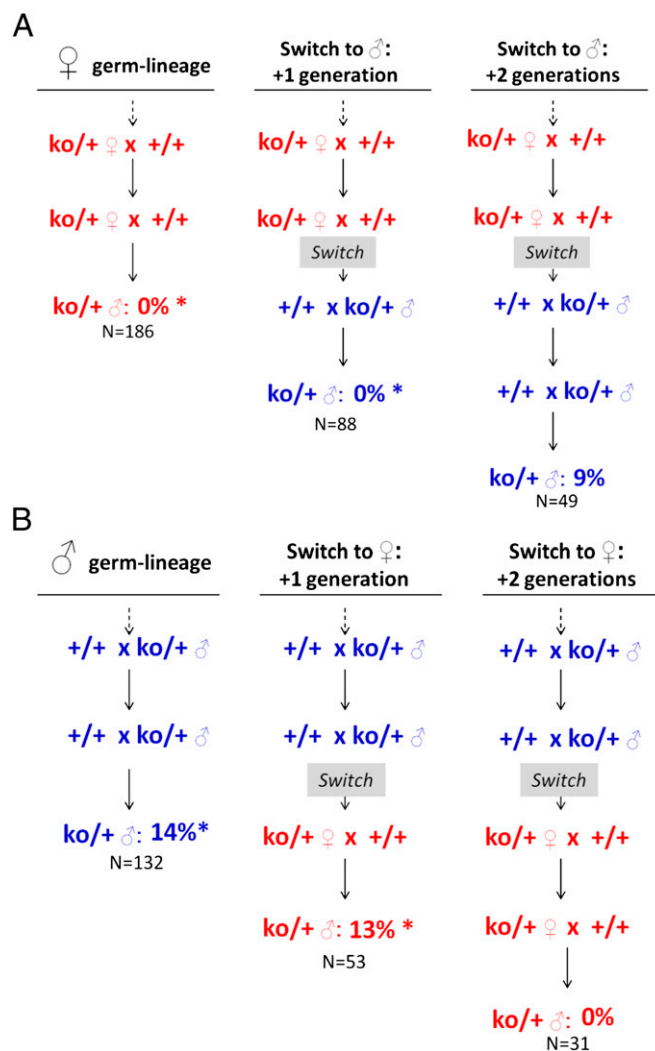 A
♀ germ-lineage
Switch to ♂:
+1 generation
Switch to ♂:
+2 generations
ko/+ ♀ x +/+
ko/+ ♀ x +/+
ko/+ ♀ x +/+
ko/+ ♀ x +/+
ko/+ ♀ x +/+
ko/+ ♀ x +/+
Switch
Switch
ko/+ ♂: 0% *
N=186
+/+ x ko/+ ♂
+/+ x ko/+ ♂
ko/+ ♂: 0% *
N=88
+/+ x ko/+ ♂
ko/+ ♂: 9%
N=49
B
♂ germ-lineage
Switch to ♀:
+1 generation
Switch to ♀:
+2 generations
+/+ x ko/+ ♂
+/+ x ko/+ ♂
+/+ x ko/+ ♂
+/+ x ko/+ ♂
+/+ x ko/+ ♂
+/+ x ko/+ ♂
Switch
Switch
ko/+ ♂: 14%*
N=132
ko/+ ♀ x +/+
ko/+ ♀ x +/+
ko/+ ♂: 13% *
N=53
ko/+ ♀ x +/+
ko/+ ♂: 0%
N=31